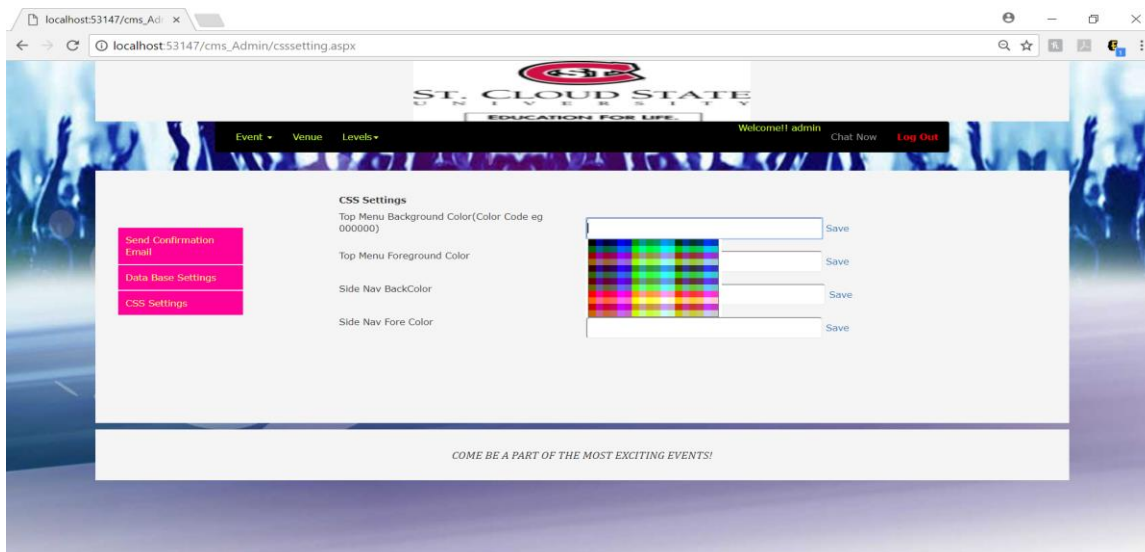 localhost:53147/cms_Ad
localhost:53147/cms_Admin/csssetting.aspx
ST. CLOUD STATE
UNIVERSITY
EDUCATION FOR LIFE.
Event Venue Levels Welcome!! admin Chat Now Log Out
CSS Settings
Top Menu Background Color(Color Code eg
000000) Save
Send Confirmation
Email
Top Menu Foreground Color Save
Data Base Settings
Side Nav BackColor Save
CSS Settings
Side Nav Fore Color Save
COME BE A PART OF THE MOST EXCITING EVENTS!